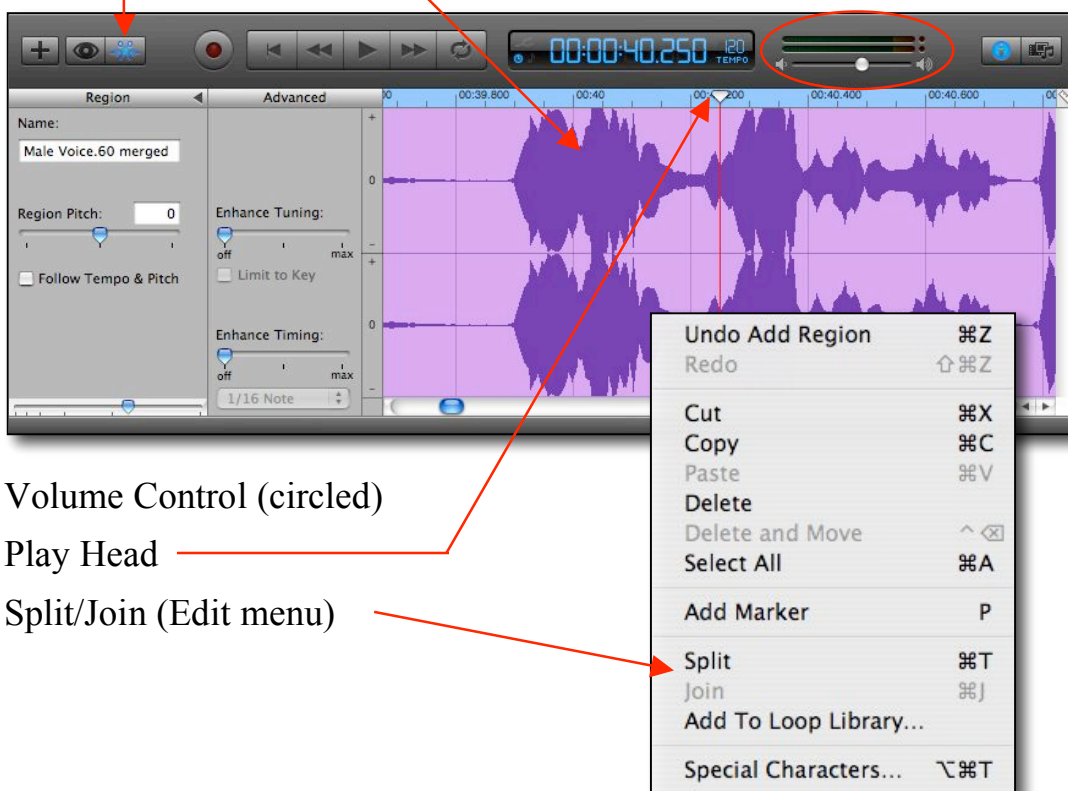 00:00:40.250 120
TEMPO
Region Advanced
00:39.800 00:40 200 00:40.400 00:40.600
Name:
Male Voice.60 merged
Region Pitch: 0
Enhance Tuning:
off max
Limit to Key
Follow Tempo & Pitch
Enhance Timing:
off max
1/16 Note
+
0
-
+
0
-
Undo Add Region ⌘Z
Redo ⇧⌘Z
Cut ⌘X
Copy ⌘C
Paste ⌘V
Delete
Delete and Move ^⌫
Select All ⌘A
Add Marker P
Split ⌘T
Join ⌘J
Add To Loop Library...
Special Characters... ⌥⌘T
Volume Control (circled)
Play Head
Split/Join (Edit menu)